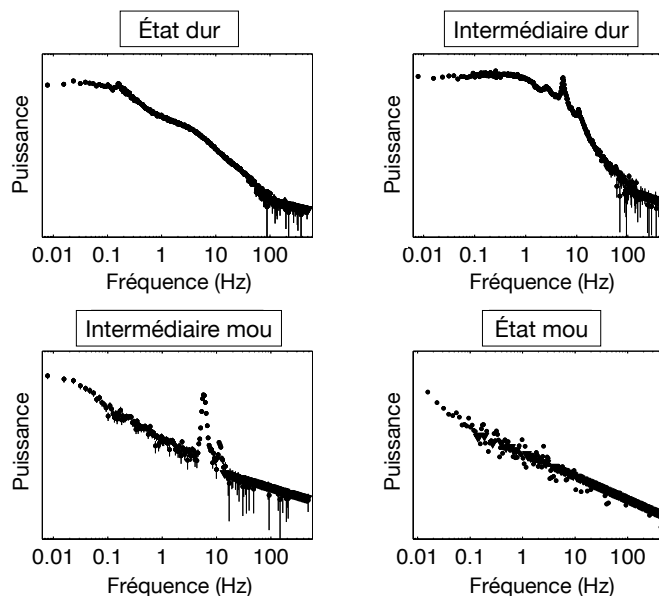 État dur
Puissance
0.01 0.1 1 10 100
Fréquence (Hz)
Intermédiaire dur
Puissance
0.01 0.1 1 10 100
Fréquence (Hz)
Intermédiaire mou
Puissance
0.01 0.1 1 10 100
Fréquence (Hz)
État mou
Puissance
0.01 0.1 1 10 100
Fréquence (Hz)